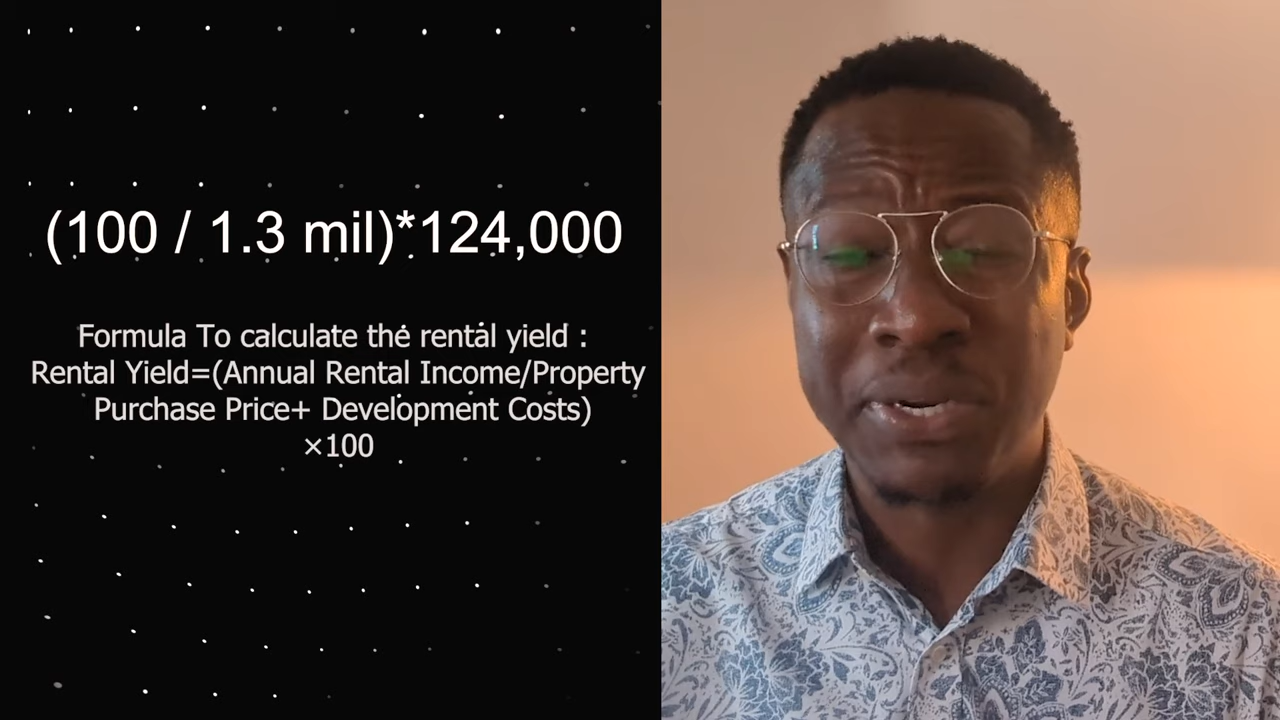 (100 / 1.3 mil)*124,000
Formula To calculate the rental yield :
Rental Yield=(Annual Rental Income/Property
Purchase Price+ Development Costs)
×100